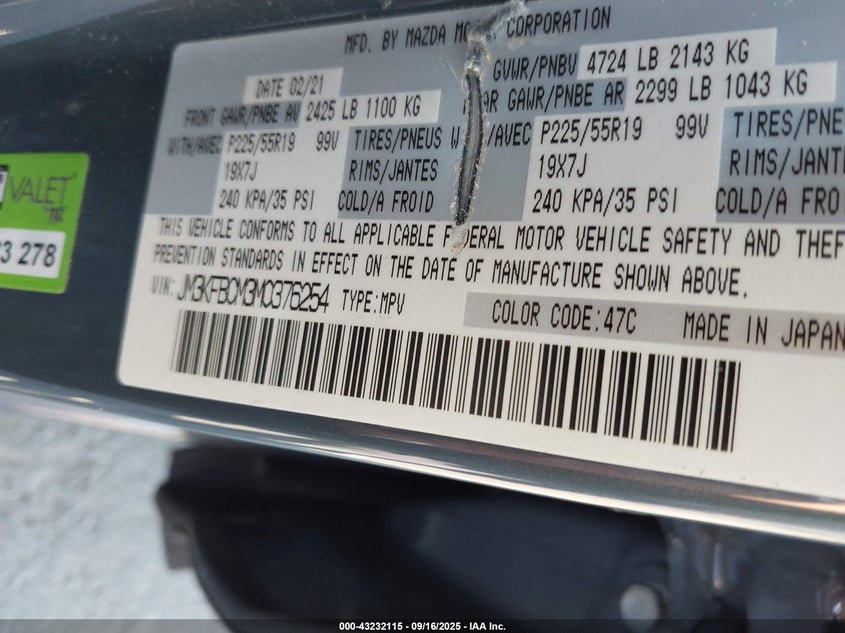 MFD. BY MAZDA MO CORPORATION
DATE 02/21
GVWR/PNBV 4724 LB 2143 KG
FRONT GAWR/PNBE AV 2425 LB 1100 KG
AR GAWR/PNBE AR 2299 LB 1043 KG
WITH/AVEC P225/55R19 99V TIRES/PNEUS W /AVEC P225/55R19 99V TIRES/PNE
19X7J RIMS/JANTES 19X7J RIMS/JANT
240 KPA/35 PSI COLD/A FROID 240 KPA/35 PSI COLD/A FRO
THIS VEHICLE CONFORMS TO ALL APPLICABLE F DERAL MOTOR VEHICLE SAFETY AND THEF
PREVENTION STANDARDS IN EFFECT ON THE DATE OF MANUFACTURE SHOWN ABOVE.
VIN: JM3KFBCM3M0376254 TYPE:MPV
COLOR CODE:47C MADE IN JAPAN
VALET
3 278
000-43232115 - 09/16/2025 - IAA Inc.